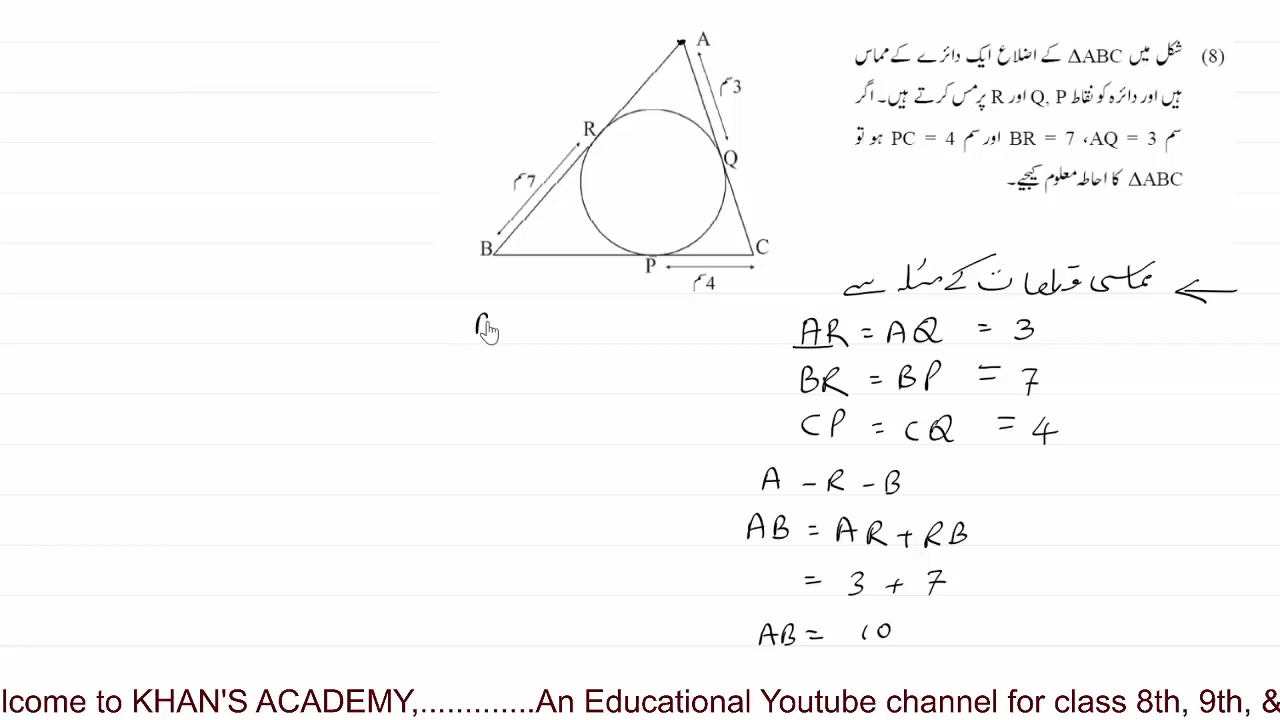 (8) شکل میں ΔABC کے اضلاع ایک دائرے کے مماس
ہیں اور دائرہ کو نقاط Q, P اور R پر مس کرتے ہیں۔ اگر
AQ = 3 سم، BR = 7 سم اور PC = 4 ہو تو
ΔABC کا احاطہ معلوم کیجیے۔
A
3 سم
R
Q
7 سم
B
C
P
4 سم
مماسی قطعات کے مسئلہ سے
AR = AQ = 3
BR = BP = 7
CP = CQ = 4
A - R - B
AB = AR + RB
= 3 + 7
AB = 10
lcome to KHAN'S ACADEMY,.............An Educational Youtube channel for class 8th, 9th, &